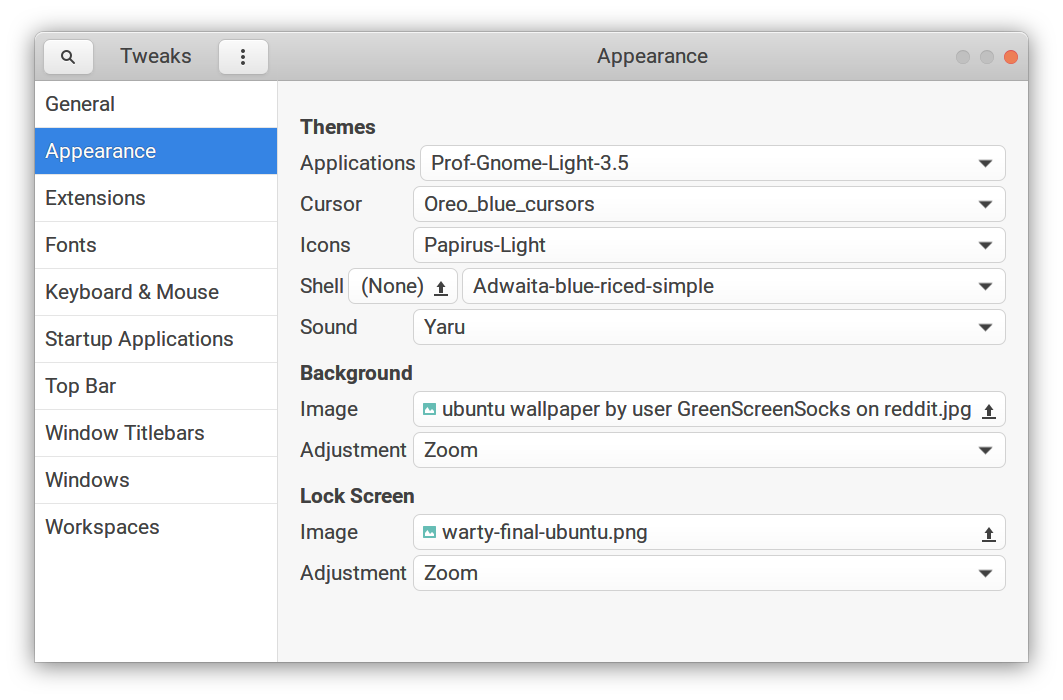 Tweaks
Appearance
General
Appearance
Extensions
Fonts
Keyboard & Mouse
Startup Applications
Top Bar
Window Titlebars
Windows
Workspaces
Themes
Applications Prof-Gnome-Light-3.5
Cursor Oreo_blue_cursors
Icons Papirus-Light
Shell (None) Adwaita-blue-riced-simple
Sound Yaru
Background
Image ubuntu wallpaper by user GreenScreenSocks on reddit.jpg
Adjustment Zoom
Lock Screen
Image warty-final-ubuntu.png
Adjustment Zoom